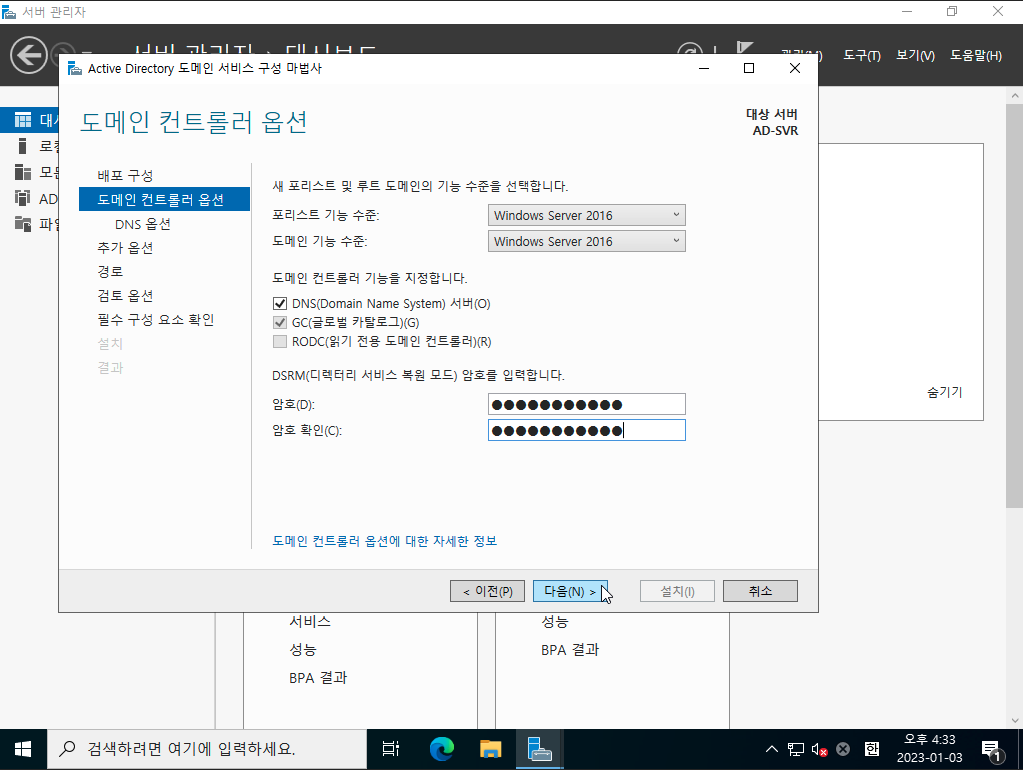 서버 관리자
서버 관리자 · 대시보드
관리(M) 도구(T) 보기(V) 도움말(H)
Active Directory 도메인 서비스 구성 마법사
도메인 컨트롤러 옵션
대상 서버
AD-SVR
배포 구성
도메인 컨트롤러 옵션
DNS 옵션
추가 옵션
경로
검토 옵션
필수 구성 요소 확인
설치
결과
새 포리스트 및 루트 도메인의 기능 수준을 선택합니다.
포리스트 기능 수준: Windows Server 2016
도메인 기능 수준: Windows Server 2016
도메인 컨트롤러 기능을 지정합니다.
DNS(Domain Name System) 서버(O)
GC(글로벌 카탈로그)(G)
RODC(읽기 전용 도메인 컨트롤러)(R)
DSRM(디렉터리 서비스 복원 모드) 암호를 입력합니다.
암호(D): ●●●●●●●●●●●
암호 확인(C): ●●●●●●●●●●●
도메인 컨트롤러 옵션에 대한 자세한 정보
< 이전(P) 다음(N) > 설치(I) 취소
AD
숨기기
서비스
성능
BPA 결과
성능
BPA 결과
검색하려면 여기에 입력하세요.
한
오후 4:33
2023-01-03
1